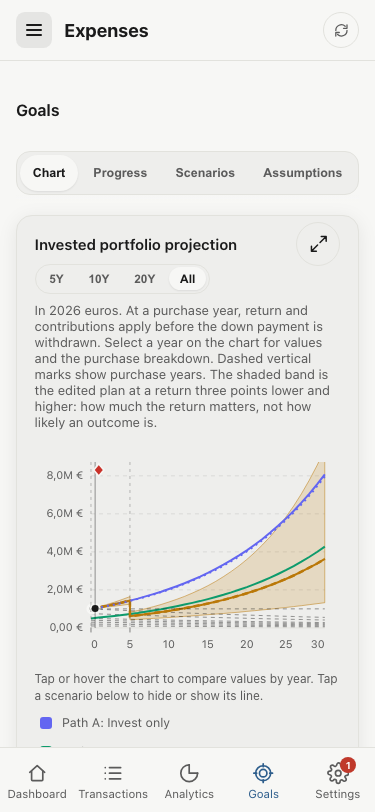 Expenses
Goals
Chart Progress Scenarios Assumptions
Invested portfolio projection
5Y 10Y 20Y All
In 2026 euros. At a purchase year, return and
contributions apply before the down payment is
withdrawn. Select a year on the chart for values
and the purchase breakdown. Dashed vertical
marks show purchase years. The shaded band is
the edited plan at a return three points lower and
higher: how much the return matters, not how
likely an outcome is.
8,0M €
6,0M €
4,0M €
2,0M €
0,00 €
0 5 10 15 20 25 30
Tap or hover the chart to compare values by year. Tap
a scenario below to hide or show its line.
Path A: Invest only
1
Dashboard Transactions Analytics Goals Settings